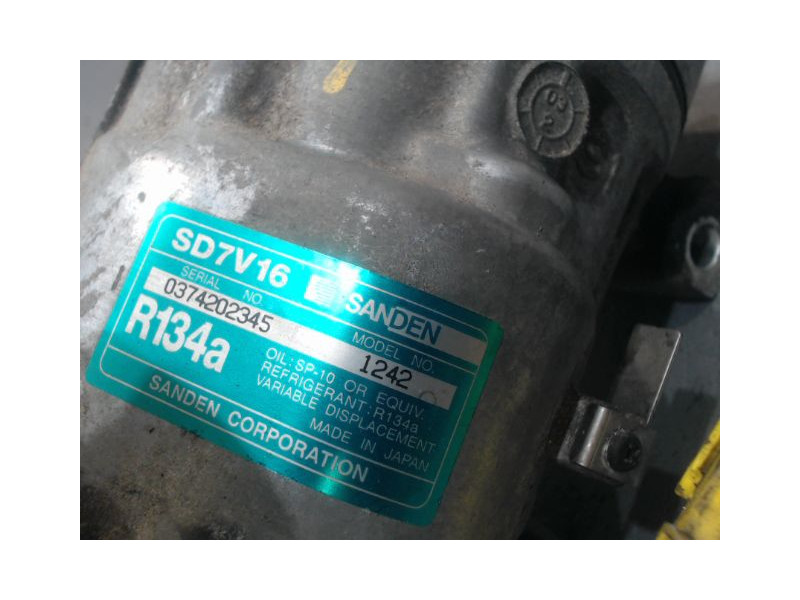 03
SD7V16 SANDEN
SERIAL NO. MODEL NO.
0374202345 1242
R134a
OIL: SP-10 OR EQUIV.
REFRIGERANT: R134a
VARIABLE DISPLACEMENT
MADE IN JAPAN
SANDEN CORPORATION